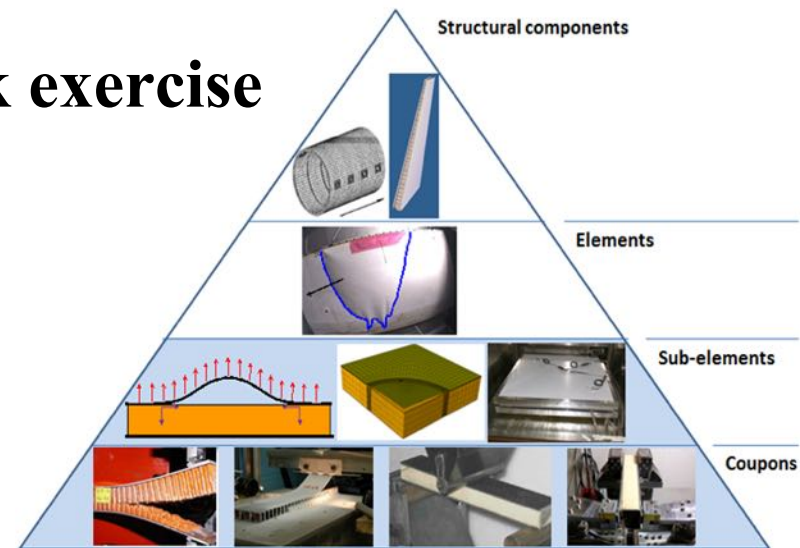 Structural components
exercise
Elements
Sub-elements
Coupons